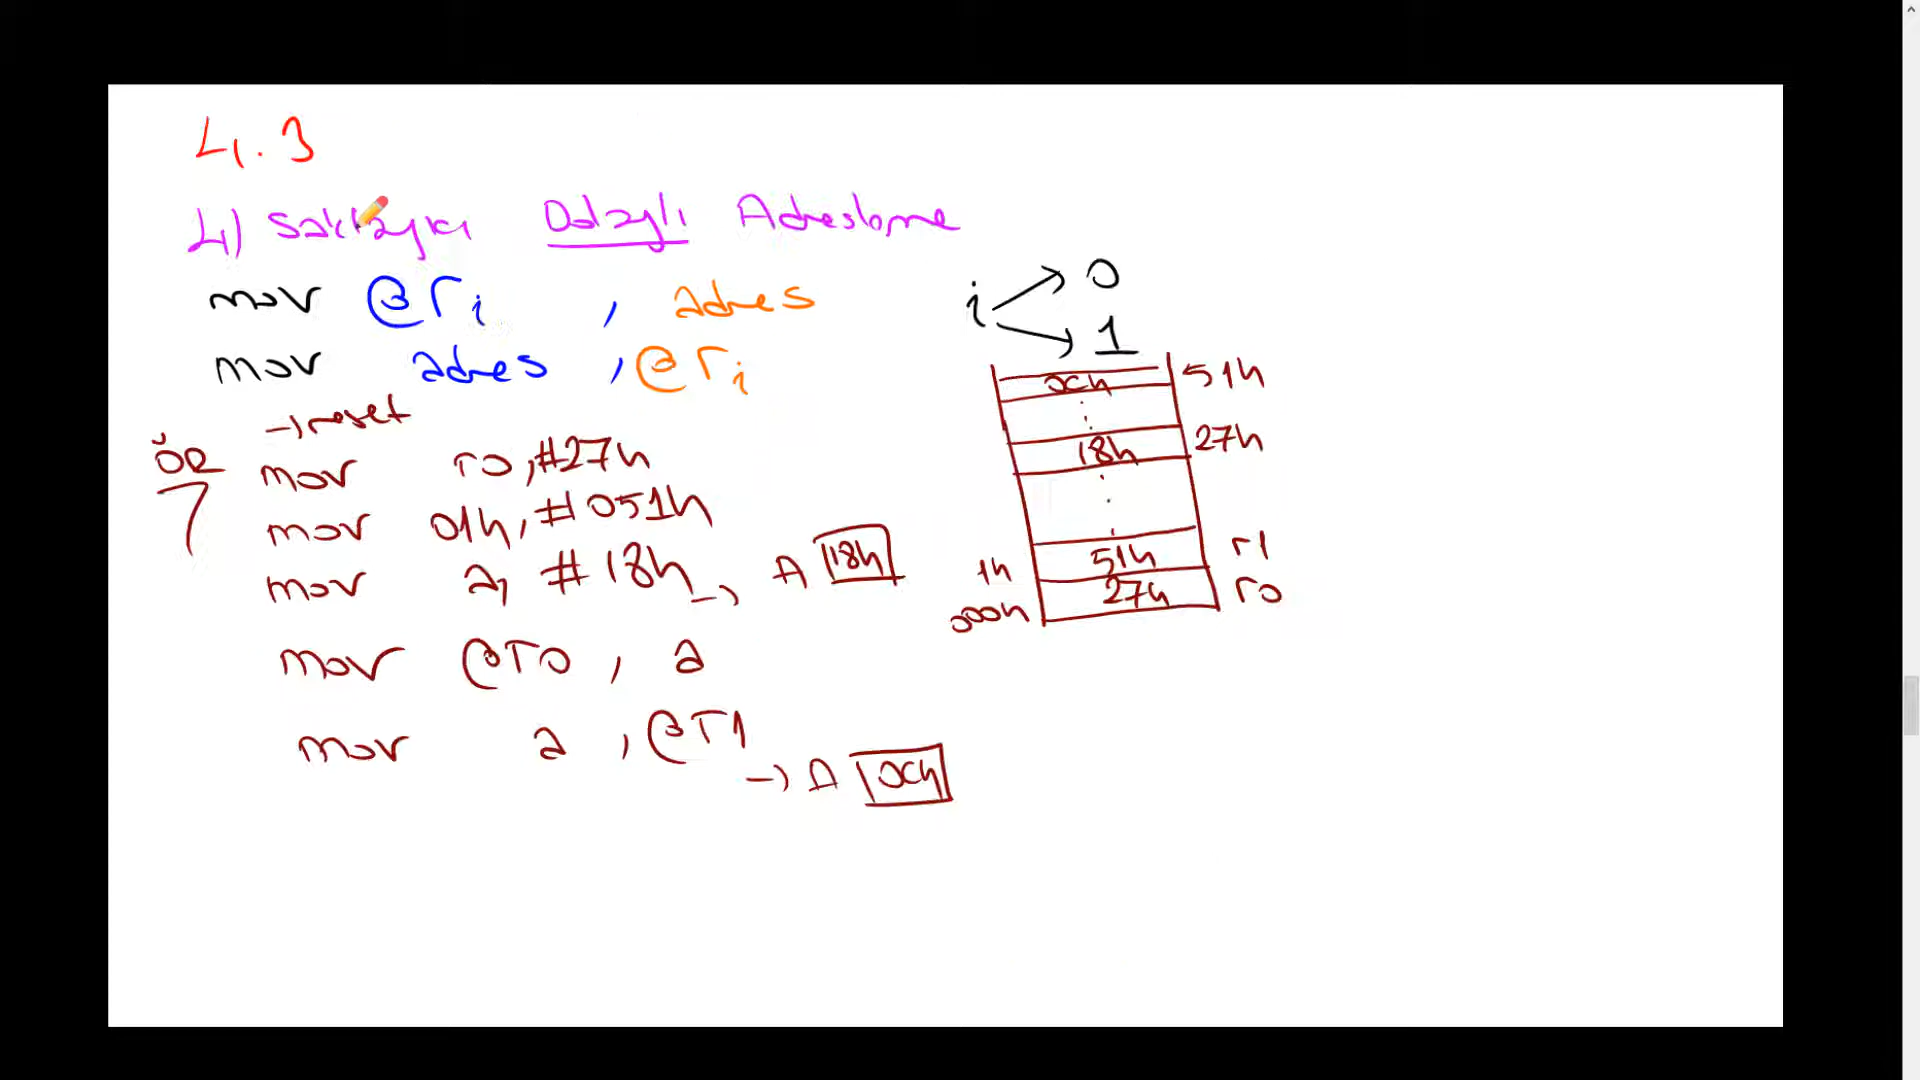 4.3
4) Saklayıcı Dolaylı Adresleme
mov @ri , adres
mov adres , @ri
i → 0
→ 1
→ reset
ÖR
7
mov r0, #27h
mov 01h, #051h
mov a, #18h → A 18h
mov @r0 , a
mov a , @r1
→ A 0Ch
0Ch 51h
18h 27h
1h 51h r1
000h 27h r0